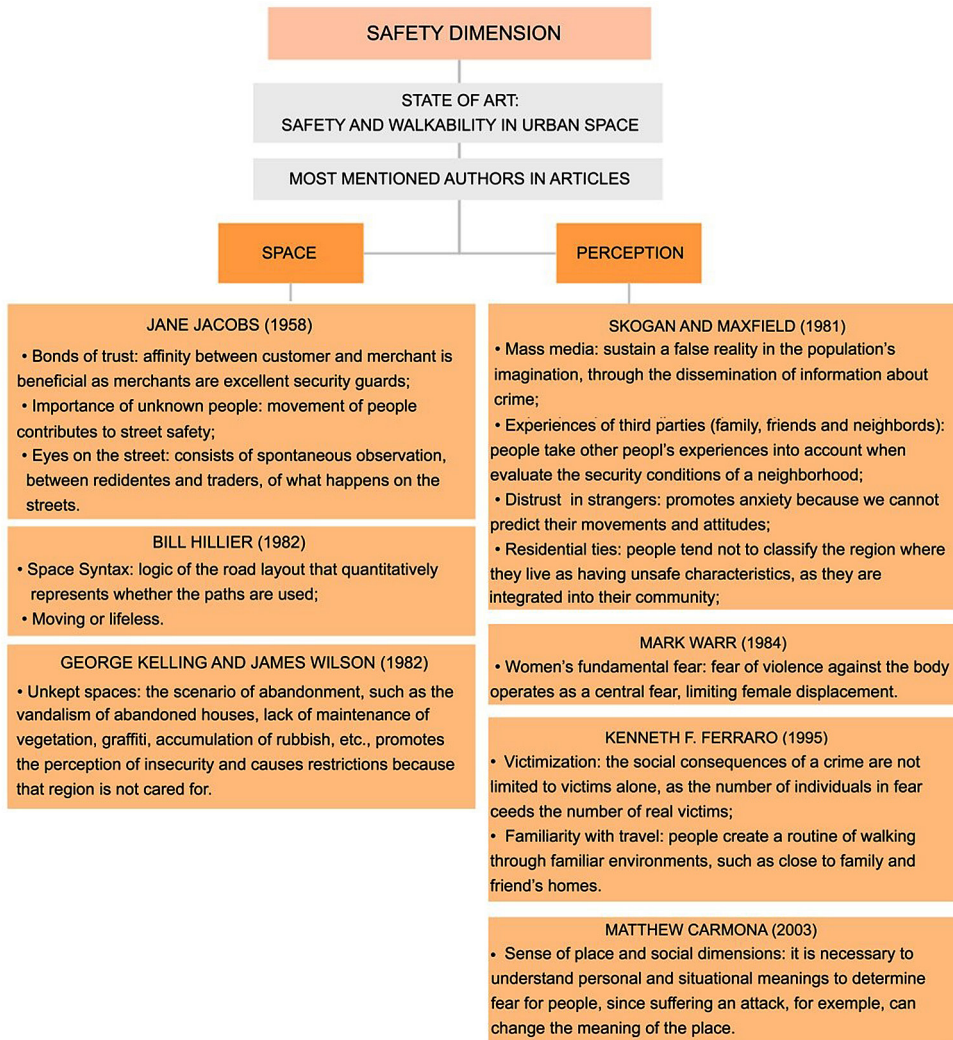 SAFETY DIMENSION
STATE OF ART:
SAFETY AND WALKABILITY IN URBAN SPACE
MOST MENTIONED AUTHORS IN ARTICLES
SPACE
JANE JACOBS (1958)
• Bonds of trust: affinity between customer and merchant is
beneficial as merchants are excellent security guards;
• Importance of unknown people: movement of people
contributes to street safety;
• Eyes on the street: consists of spontaneous observation,
between redidentes and traders, of what happens on the
streets.
BILL HILLIER (1982)
• Space Syntax: logic of the road layout that quantitatively
represents whether the paths are used;
• Moving or lifeless.
GEORGE KELLING AND JAMES WILSON (1982)
• Unkept spaces: the scenario of abandonment, such as the
vandalism of abandoned houses, lack of maintenance of
vegetation, graffiti, accumulation of rubbish, etc., promotes
the perception of insecurity and causes restrictions because
that region is not cared for.
PERCEPTION
SKOGAN AND MAXFIELD (1981)
• Mass media: sustain a false reality in the population's
imagination, through the dissemination of information about
crime;
• Experiences of third parties (family, friends and neighbords):
people take other peopl's experiences into account when
evaluate the security conditions of a neighborhood;
• Distrust in strangers: promotes anxiety because we cannot
predict their movements and attitudes;
• Residential ties: people tend not to classify the region where
they live as having unsafe characteristics, as they are
integrated into their community;
MARK WARR (1984)
• Women's fundamental fear: fear of violence against the body
operates as a central fear, limiting female displacement.
KENNETH F. FERRARO (1995)
• Victimization: the social consequences of a crime are not
limited to victims alone, as the number of individuals in fear
ceeds the number of real victims;
• Familiarity with travel: people create a routine of walking
through familiar environments, such as close to family and
friend's homes.
MATTHEW CARMONA (2003)
• Sense of place and social dimensions: it is necessary to
understand personal and situational meanings to determine
fear for people, since suffering an attack, for exemple, can
change the meaning of the place.